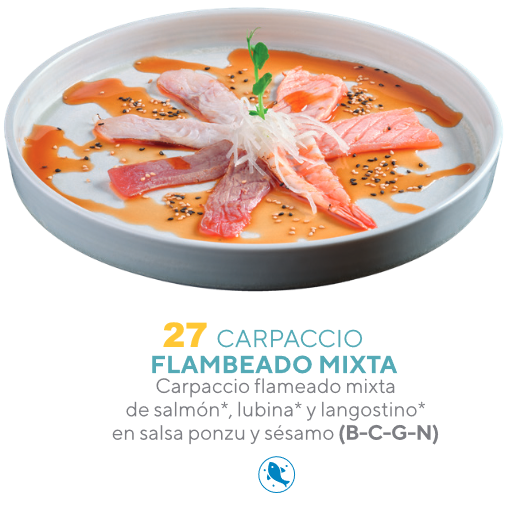 27 CARPACCIO
FLAMBEADO MIXTA
Carpaccio flameado mixta
de salmón*, lubina* y langostino*
en salsa ponzu y sésamo (B-C-G-N)